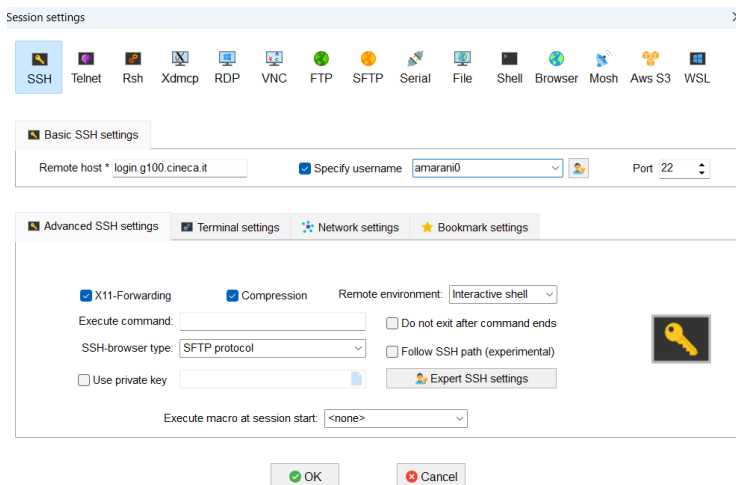 Session settings
SSH Telnet Rsh Xdmcp RDP VNC FTP SFTP Serial File Shell Browser Mosh Aws S3 WSL
Basic SSH settings
Remote host * login.g100.cineca.it Specify username amarani0 Port 22
Advanced SSH settings Terminal settings Network settings Bookmark settings
X11-Forwarding Compression Remote environment: Interactive shell
Execute command: Do not exit after command ends
SSH-browser type: SFTP protocol Follow SSH path (experimental)
Use private key Expert SSH settings
Execute macro at session start: <none>
OK Cancel